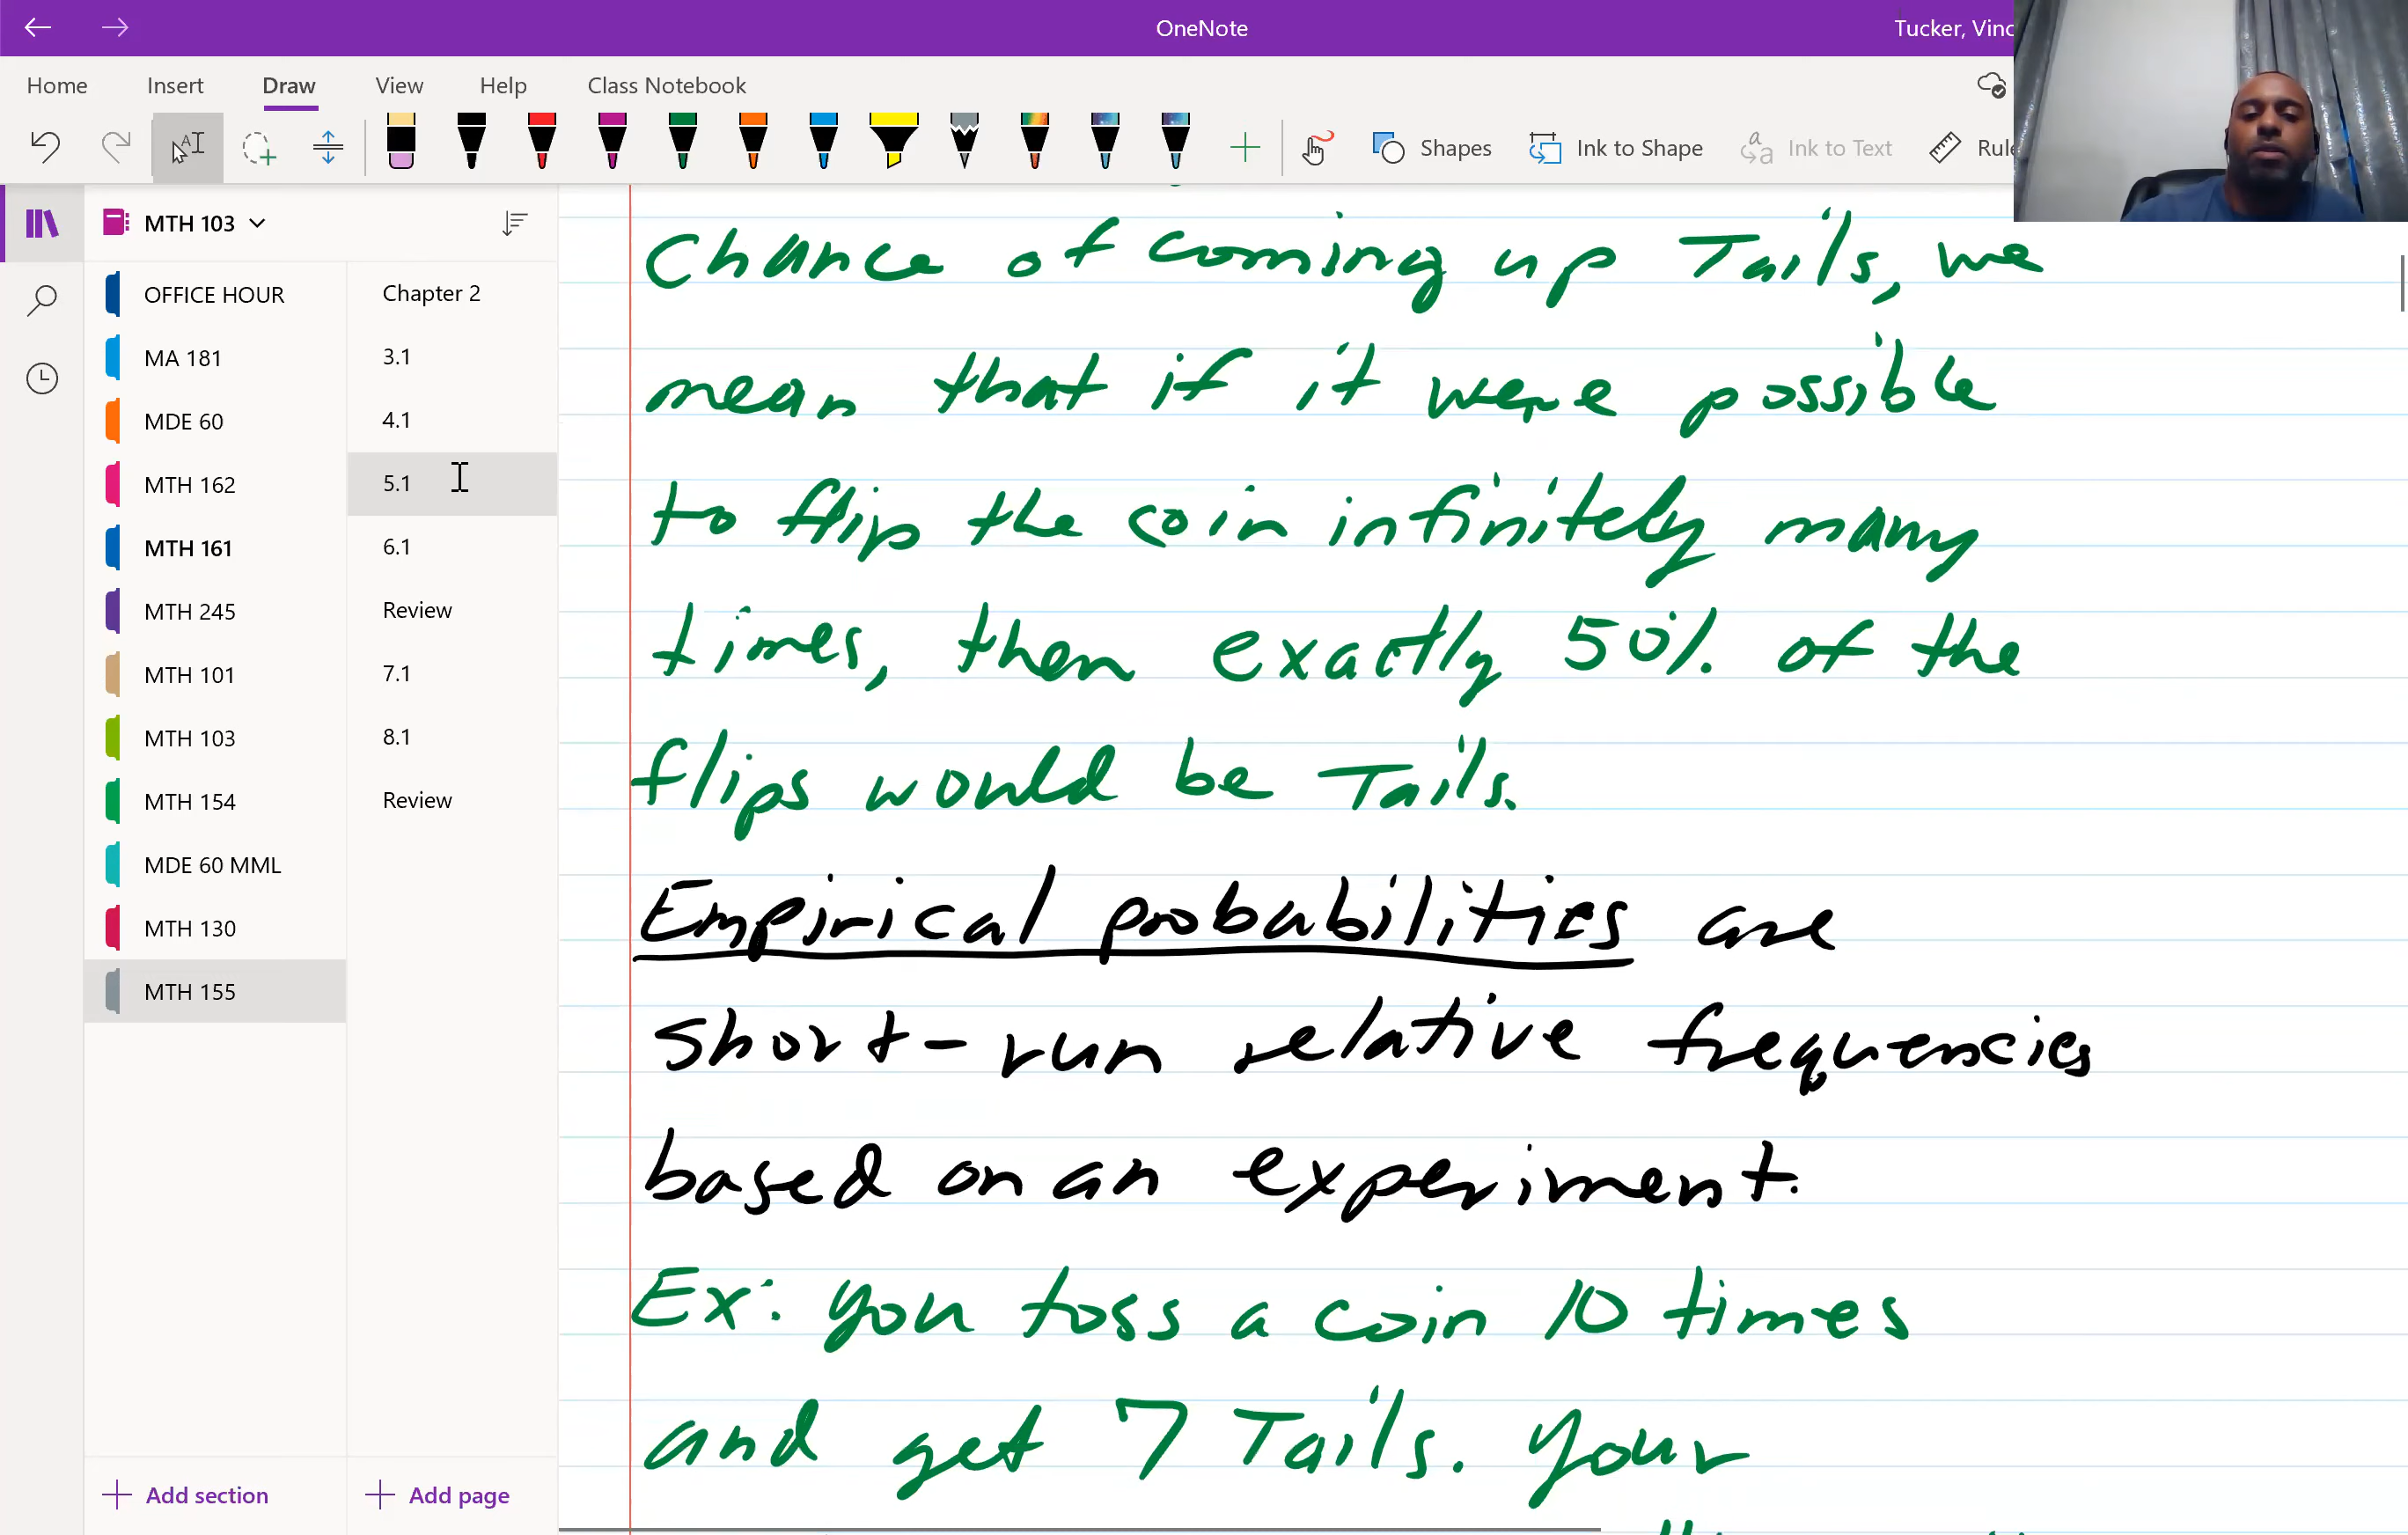 OneNote
Tucker, Vinc
Home Insert Draw View Help Class Notebook
Shapes Ink to Shape Ink to Text Rule
MTH 103
OFFICE HOUR
MA 181
MDE 60
MTH 162
MTH 161
MTH 245
MTH 101
MTH 103
MTH 154
MDE 60 MML
MTH 130
MTH 155
Add section
Chapter 2
3.1
4.1
5.1
6.1
Review
7.1
8.1
Review
Add page
Chance of coming up Tails, we
mean that if it were possible
to flip the coin infinitely many
times, then exactly 50% of the
flips would be Tails.
Empirical probabilities are
short-run relative frequencies
based on an experiment.
Ex: You toss a coin 10 times
and get 7 Tails. Your